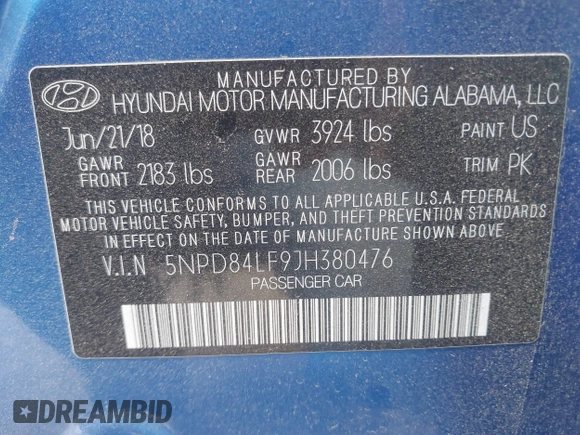 MANUFACTURED BY
HYUNDAI MOTOR MANUFACTURING ALABAMA, LLC
Jun/21/18 GVWR 3924 lbs PAINT US
GAWR FRONT 2183 lbs GAWR REAR 2006 lbs TRIM PK
THIS VEHICLE CONFORMS TO ALL APPLICABLE U.S.A. FEDERAL
MOTOR VEHICLE SAFETY, BUMPER, AND THEFT PREVENTION STANDARDS
IN EFFECT ON THE DATE OF MANUFACTURE SHOWN ABOVE
V.I.N 5NPD84LF9JH380476
PASSENGER CAR
DREAMBID